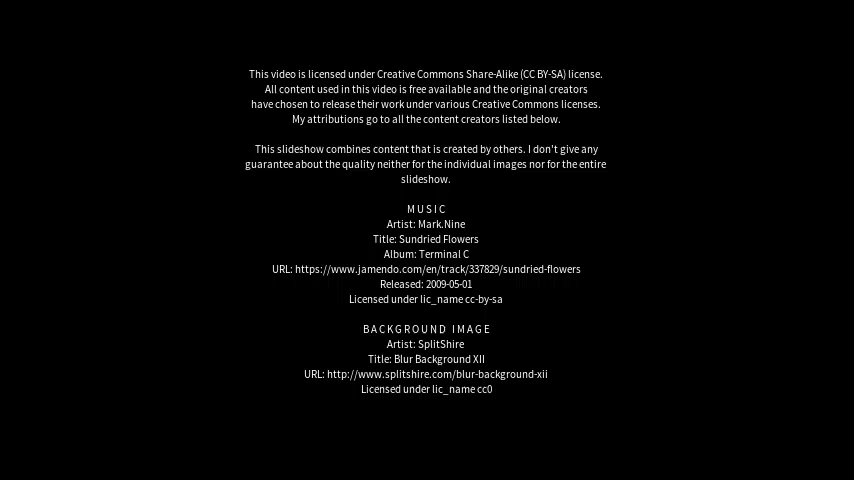 This video is licensed under Creative Commons Share-Alike (CC BY-SA) license.
All content used in this video is free available and the original creators
have chosen to release their work under various Creative Commons licenses.
My attributions go to all the content creators listed below.
This slideshow combines content that is created by others. I don't give any
guarantee about the quality neither for the individual images nor for the entire
slideshow.
MUSIC
Artist: Mark.Nine
Title: Sundried Flowers
Album: Terminal C
URL: https://www.jamendo.com/en/track/337829/sundried-flowers
Released: 2009-05-01
Licensed under lic_name cc-by-sa
BACKGROUND IMAGE
Artist: SplitShire
Title: Blur Background XII
URL: http://www.splitshire.com/blur-background-xii
Licensed under lic_name cc0